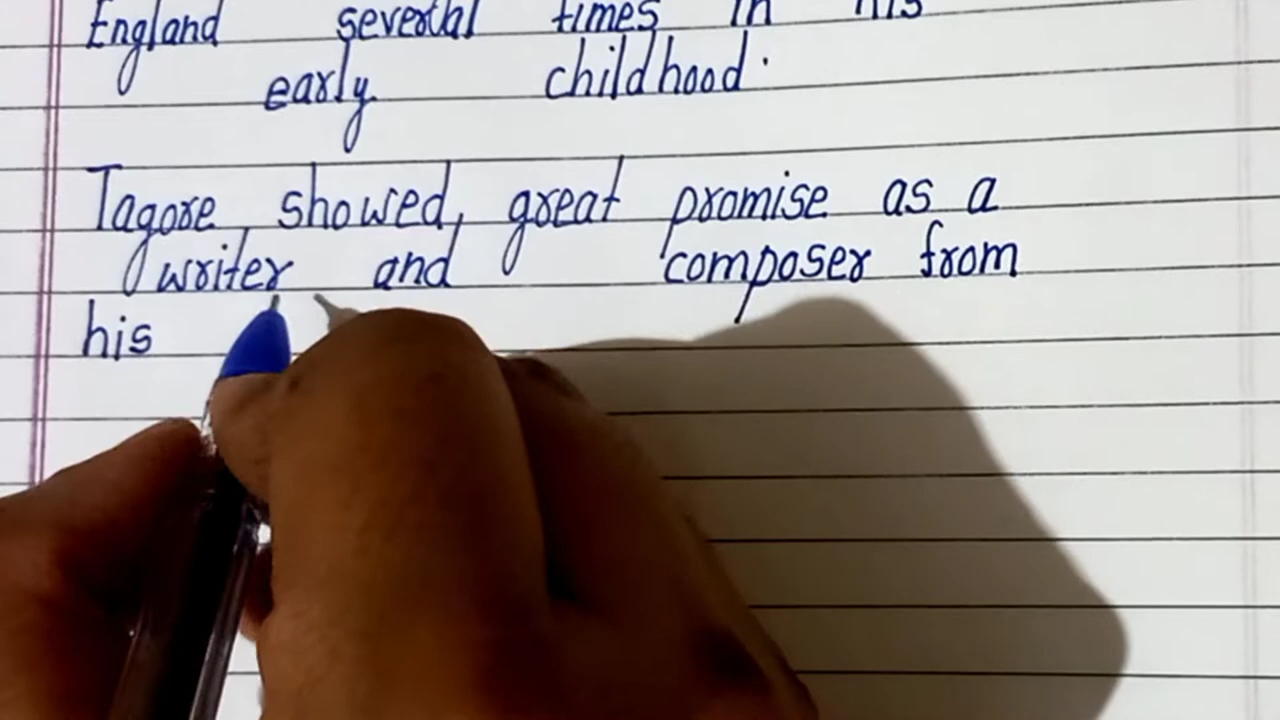 England several times in his
early childhood.
Tagore, showed, great promise as a
writer and composer from
his